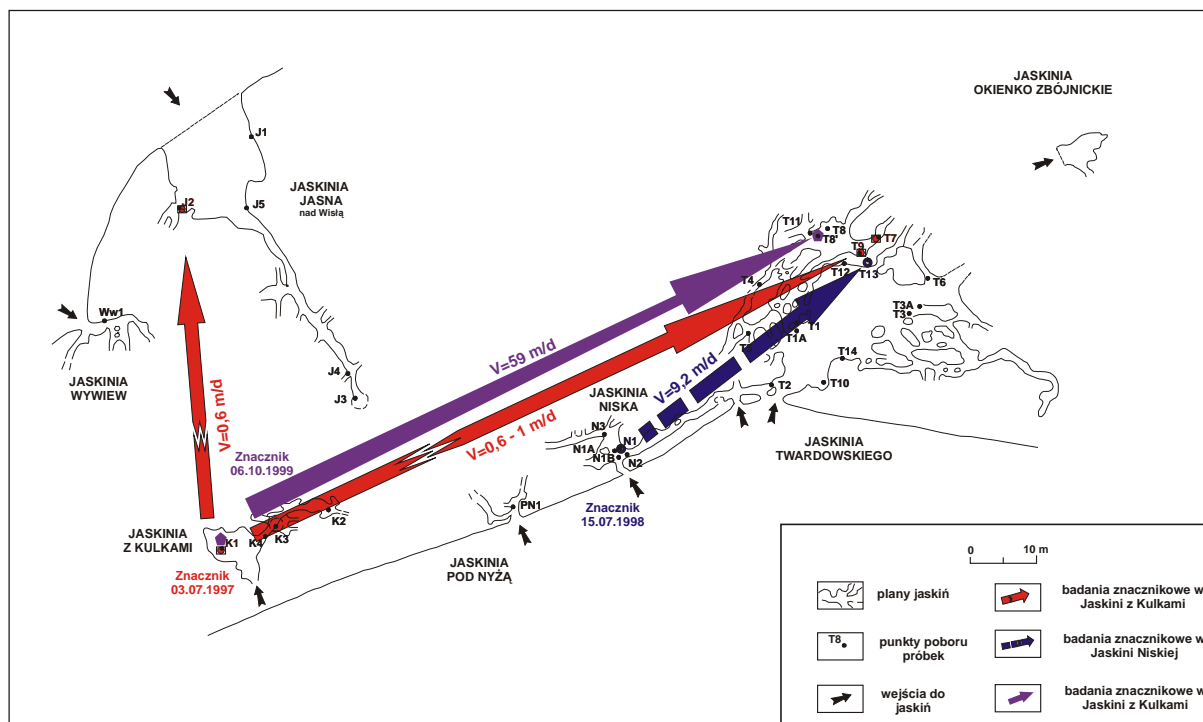 JASKINIA
OKIENKO ZBÓJNICKIE
J1
JASKINIA
JASNA
nad Wisłą
J2
J5
T11
T8
T8'
T7
T9
T12
T13
T4
T6
T3A
T3
T1
T1A
T14
T10
T2
Ww1
JASKINIA
WYWIEW
J4
J3
V=0,6 m/d
V=59 m/d
V=0,6 - 1 m/d
V=9,2 m/d
JASKINIA
NISKA
N3
N1
N1A
N1B
N2
JASKINIA
TWARDOWSKIEGO
Znacznik
06.10.1999
K2
K3
K4
K1
PN1
JASKINIA
Z KULKAMI
Znacznik
15.07.1998
JASKINIA
POD NYŻĄ
Znacznik
03.07.1997
0 10 m
plany jaskiń
badania znacznikowe w
Jaskini z Kulkami
T8
punkty poboru
próbek
badania znacznikowe w
Jaskini Niskiej
wejścia do
jaskiń
badania znacznikowe w
Jaskini z Kulkami